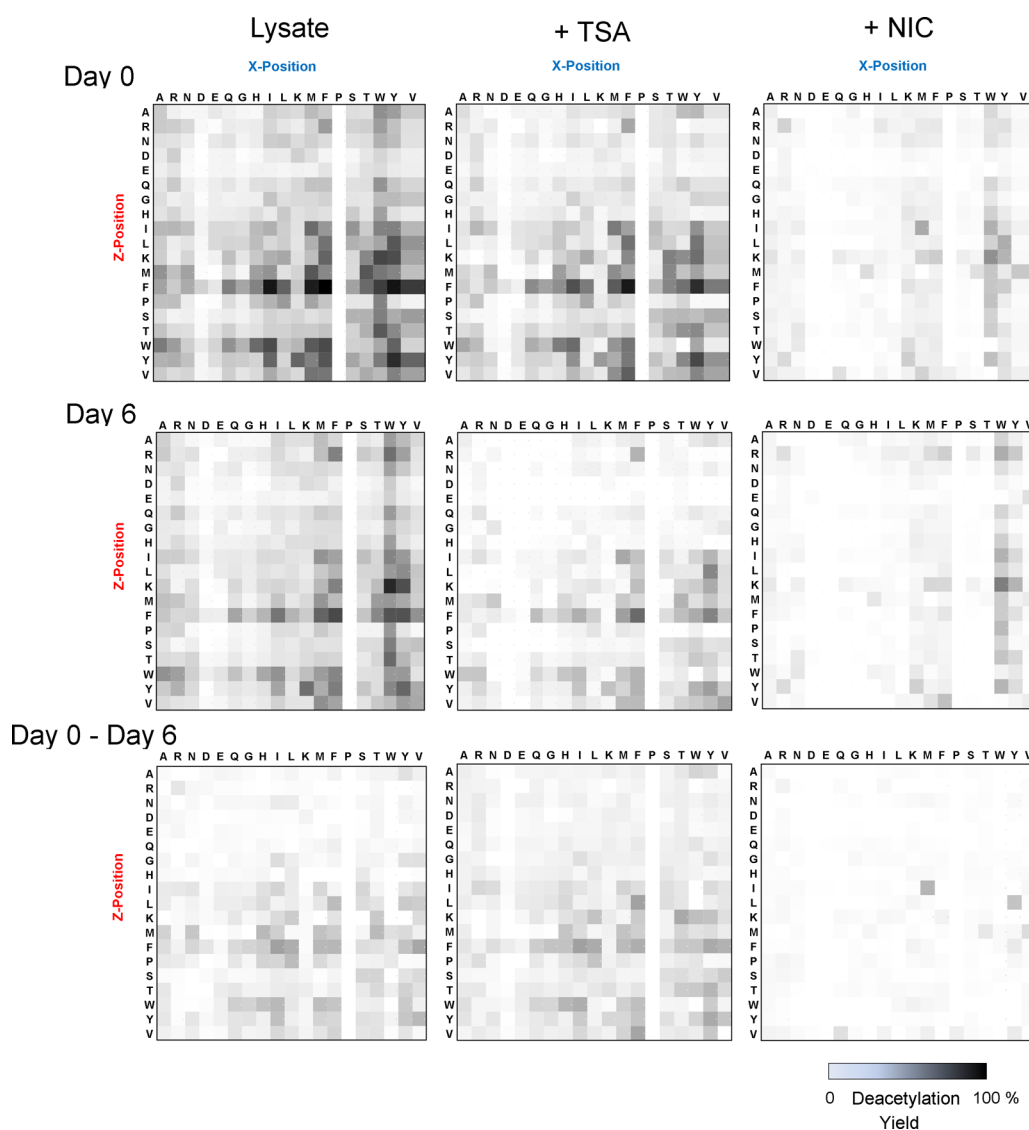 Lysate
+ TSA
+ NIC
X-Position
X-Position
X-Position
Day 0
A R N D E Q G H I L K M F P S T W Y V
A R N D E Q G H I L K M F P S T W Y V
A R N D E Q G H I L K M F P S T W Y V
Z-Position
A A A
R R R
N N N
D D D
E E E
Q Q Q
G G G
H H H
I I I
L L L
K K K
M M M
F F F
P P P
S S S
T T T
W W W
Y Y Y
V V V
Day 6
A R N D E Q G H I L K M F P S T W Y V
A R N D E Q G H I L K M F P S T W Y V
A R N D E Q G H I L K M F P S T W Y V
Z-Position
A A A
R R R
N N N
D D D
E E E
Q Q Q
G G G
H H H
I I I
L L L
K K K
M M M
F F F
P P P
S S S
T T T
W W W
Y Y Y
V V V
Day 0 - Day 6
A R N D E Q G H I L K M F P S T W Y V
A R N D E Q G H I L K M F P S T W Y V
A R N D E Q G H I L K M F P S T W Y V
Z-Position
A A A
R R R
N N N
D D D
E E E
Q Q Q
G G G
H H H
I I I
L L L
K K K
M M M
F F F
P P P
S S S
T T T
W W W
Y Y Y
V V V
0 Deacetylation 100 %
Yield